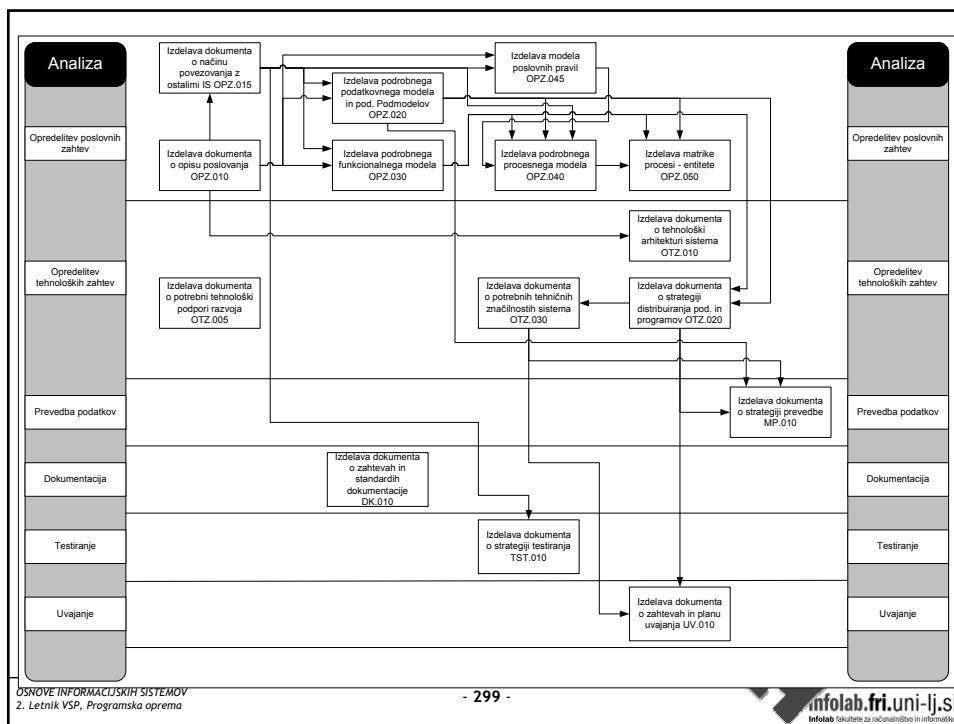 Analiza
Opredelitev poslovnih
zahtev
Opredelitev
tehnoloških zahtev
Prevedba podatkov
Dokumentacija
Testiranje
Uvajanje
Izdelava dokumenta
o načinu
povezovanja z
ostalimi IS OPZ.015
Izdelava modela
poslovnih pravil
OPZ.045
Izdelava podrobnega
podatkovnega modela
in pod. Podmodelov
OPZ.020
Izdelava dokumenta
o opisu poslovanja
OPZ.010
Izdelava podrobnega
funkcionalnega modela
OPZ.030
Izdelava podrobnega
procesnega modela
OPZ.040
Izdelava matrike
procesi - entitete
OPZ.050
Izdelava dokumenta
o tehnološki
arhitekturi sistema
OTZ.010
Izdelava dokumenta
o potrebni tehnološki
podpori razvoja
OTZ.005
Izdelava dokumenta
o potrebnih tehničnih
značilnostih sistema
OTZ.030
Izdelava dokumenta
o strategiji
distribuiranja pod. in
programov OTZ.020
Izdelava dokumenta
o strategiji prevedbe
MP.010
Izdelava dokumenta
o zahtevah in
standardih
dokumentacije
DK.010
Izdelava dokumenta
o strategiji testiranja
TST.010
Izdelava dokumenta
o zahtevah in planu
uvajanja UV.010
Analiza
Opredelitev poslovnih
zahtev
Opredelitev
tehnoloških zahtev
Prevedba podatkov
Dokumentacija
Testiranje
Uvajanje
OSNOVE INFORMACIJSKIH SISTEMOV
2. Letnik VSP, Programska oprema
- 299 -
infolab.fri.uni-lj.si
Infolab fakultete za računalništvo in informatiko